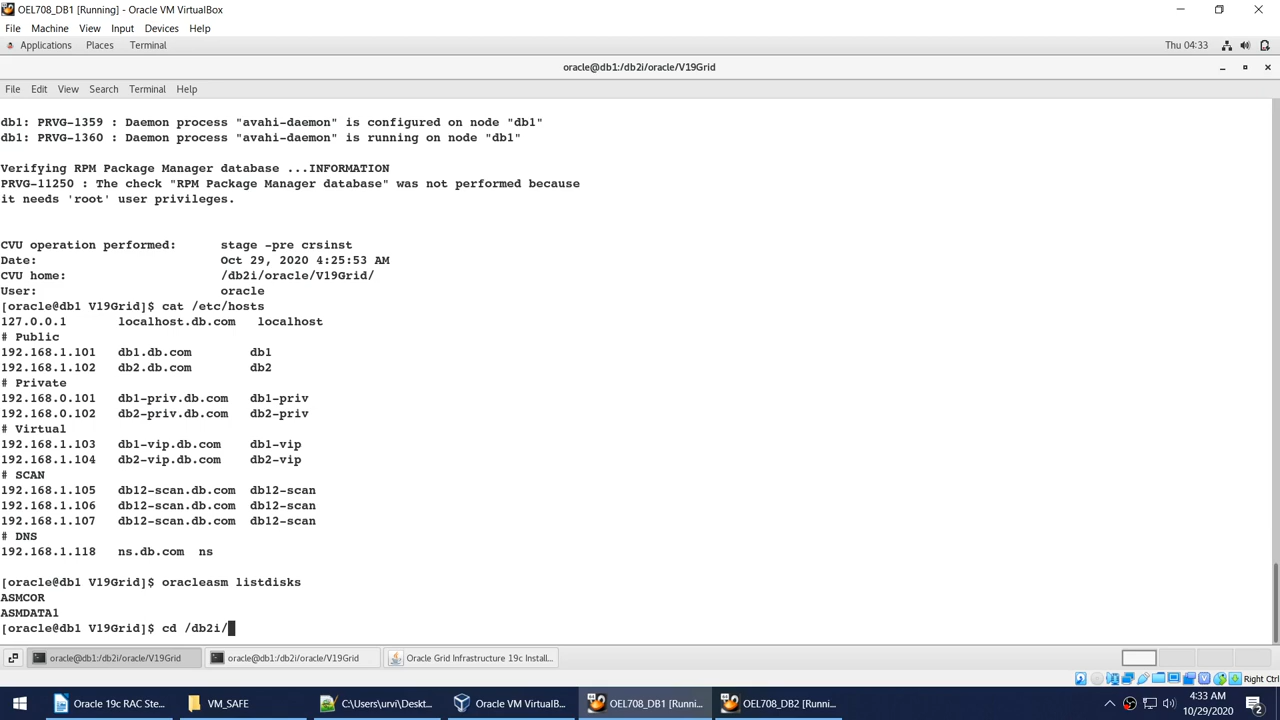 OEL708_DB1 [Running] - Oracle VM VirtualBox
File Machine View Input Devices Help
Applications Places Terminal Thu 04:33
oracle@db1:/db2i/oracle/V19Grid
File Edit View Search Terminal Help
db1: PRVG-1359 : Daemon process "avahi-daemon" is configured on node "db1"
db1: PRVG-1360 : Daemon process "avahi-daemon" is running on node "db1"
Verifying RPM Package Manager database ...INFORMATION
PRVG-11250 : The check "RPM Package Manager database" was not performed because
it needs 'root' user privileges.
CVU operation performed: stage -pre crsinst
Date: Oct 29, 2020 4:25:53 AM
CVU home: /db2i/oracle/V19Grid/
User: oracle
[oracle@db1 V19Grid]$ cat /etc/hosts
127.0.0.1 localhost.db.com localhost
# Public
192.168.1.101 db1.db.com db1
192.168.1.102 db2.db.com db2
# Private
192.168.0.101 db1-priv.db.com db1-priv
192.168.0.102 db2-priv.db.com db2-priv
# Virtual
192.168.1.103 db1-vip.db.com db1-vip
192.168.1.104 db2-vip.db.com db2-vip
# SCAN
192.168.1.105 db12-scan.db.com db12-scan
192.168.1.106 db12-scan.db.com db12-scan
192.168.1.107 db12-scan.db.com db12-scan
# DNS
192.168.1.118 ns.db.com ns
[oracle@db1 V19Grid]$ oracleasm listdisks
ASMCOR
ASMDATA1
[oracle@db1 V19Grid]$ cd /db2i/
oracle@db1:/db2i/oracle/V19Grid oracle@db1:/db2i/oracle/V19Grid Oracle Grid Infrastructure 19c Install...
Right Ctrl
Oracle 19c RAC Ste... VM_SAFE C:\Users\urvi\Deskt... Oracle VM VirtualB... OEL708_DB1 [Runni... OEL708_DB2 [Runni... 4:33 AM
10/29/2020 2